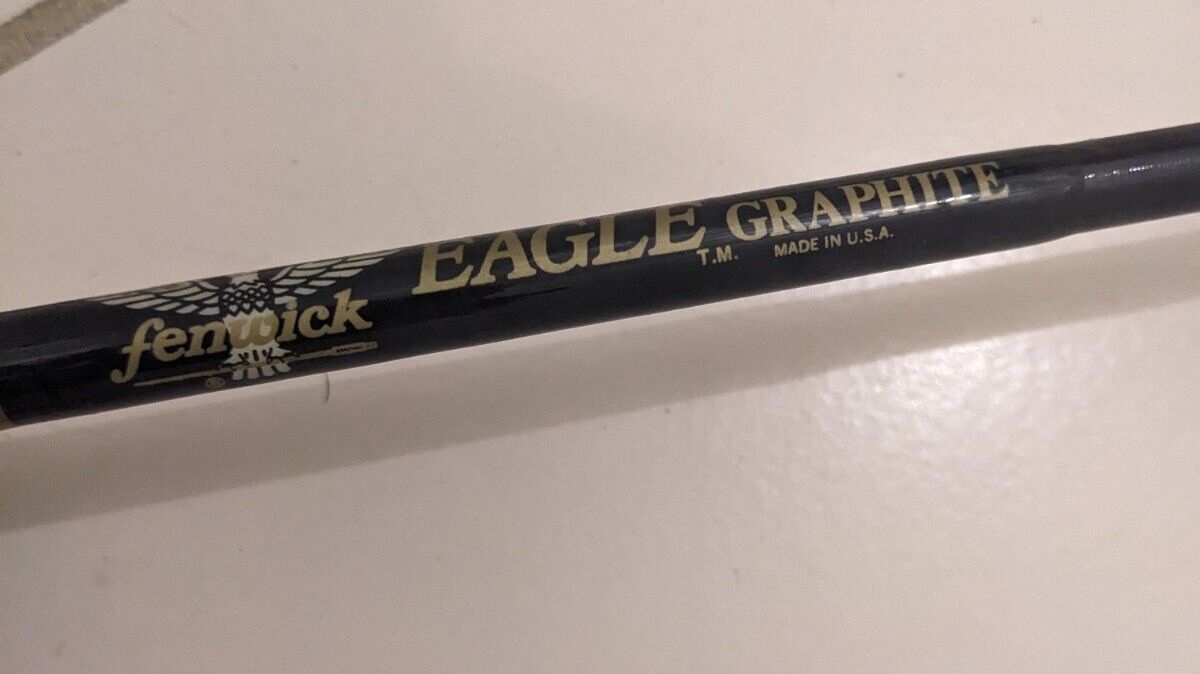 fenwick
®
EAGLE GRAPHITE
T.M. MADE IN U.S.A.